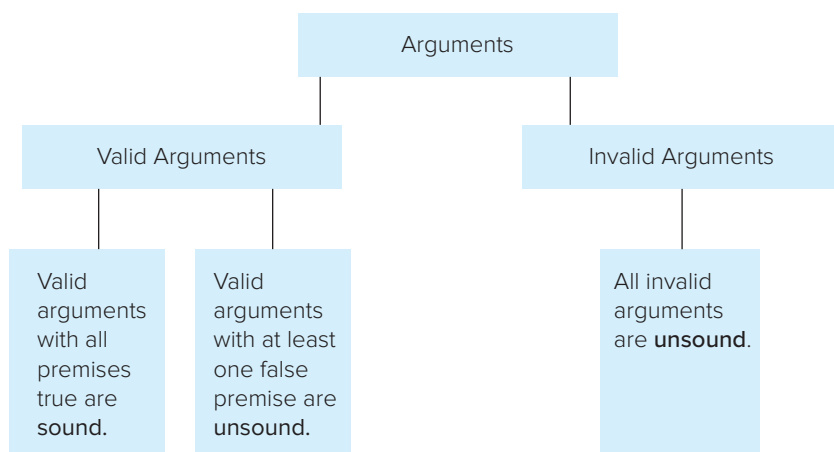 Arguments
Valid Arguments
Invalid Arguments
Valid
arguments
with all
premises
true are
sound.
Valid
arguments
with at least
one false
premise are
unsound.
All invalid
arguments
are unsound.